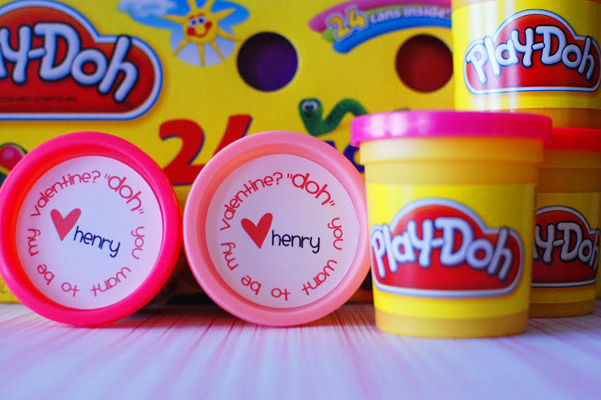 Play-Doh
24 cans inside
24
"doh" you want to be my valentine?
henry
"doh" you want to be my valentine?
henry
Play-Doh
Play-Doh
Play-Doh